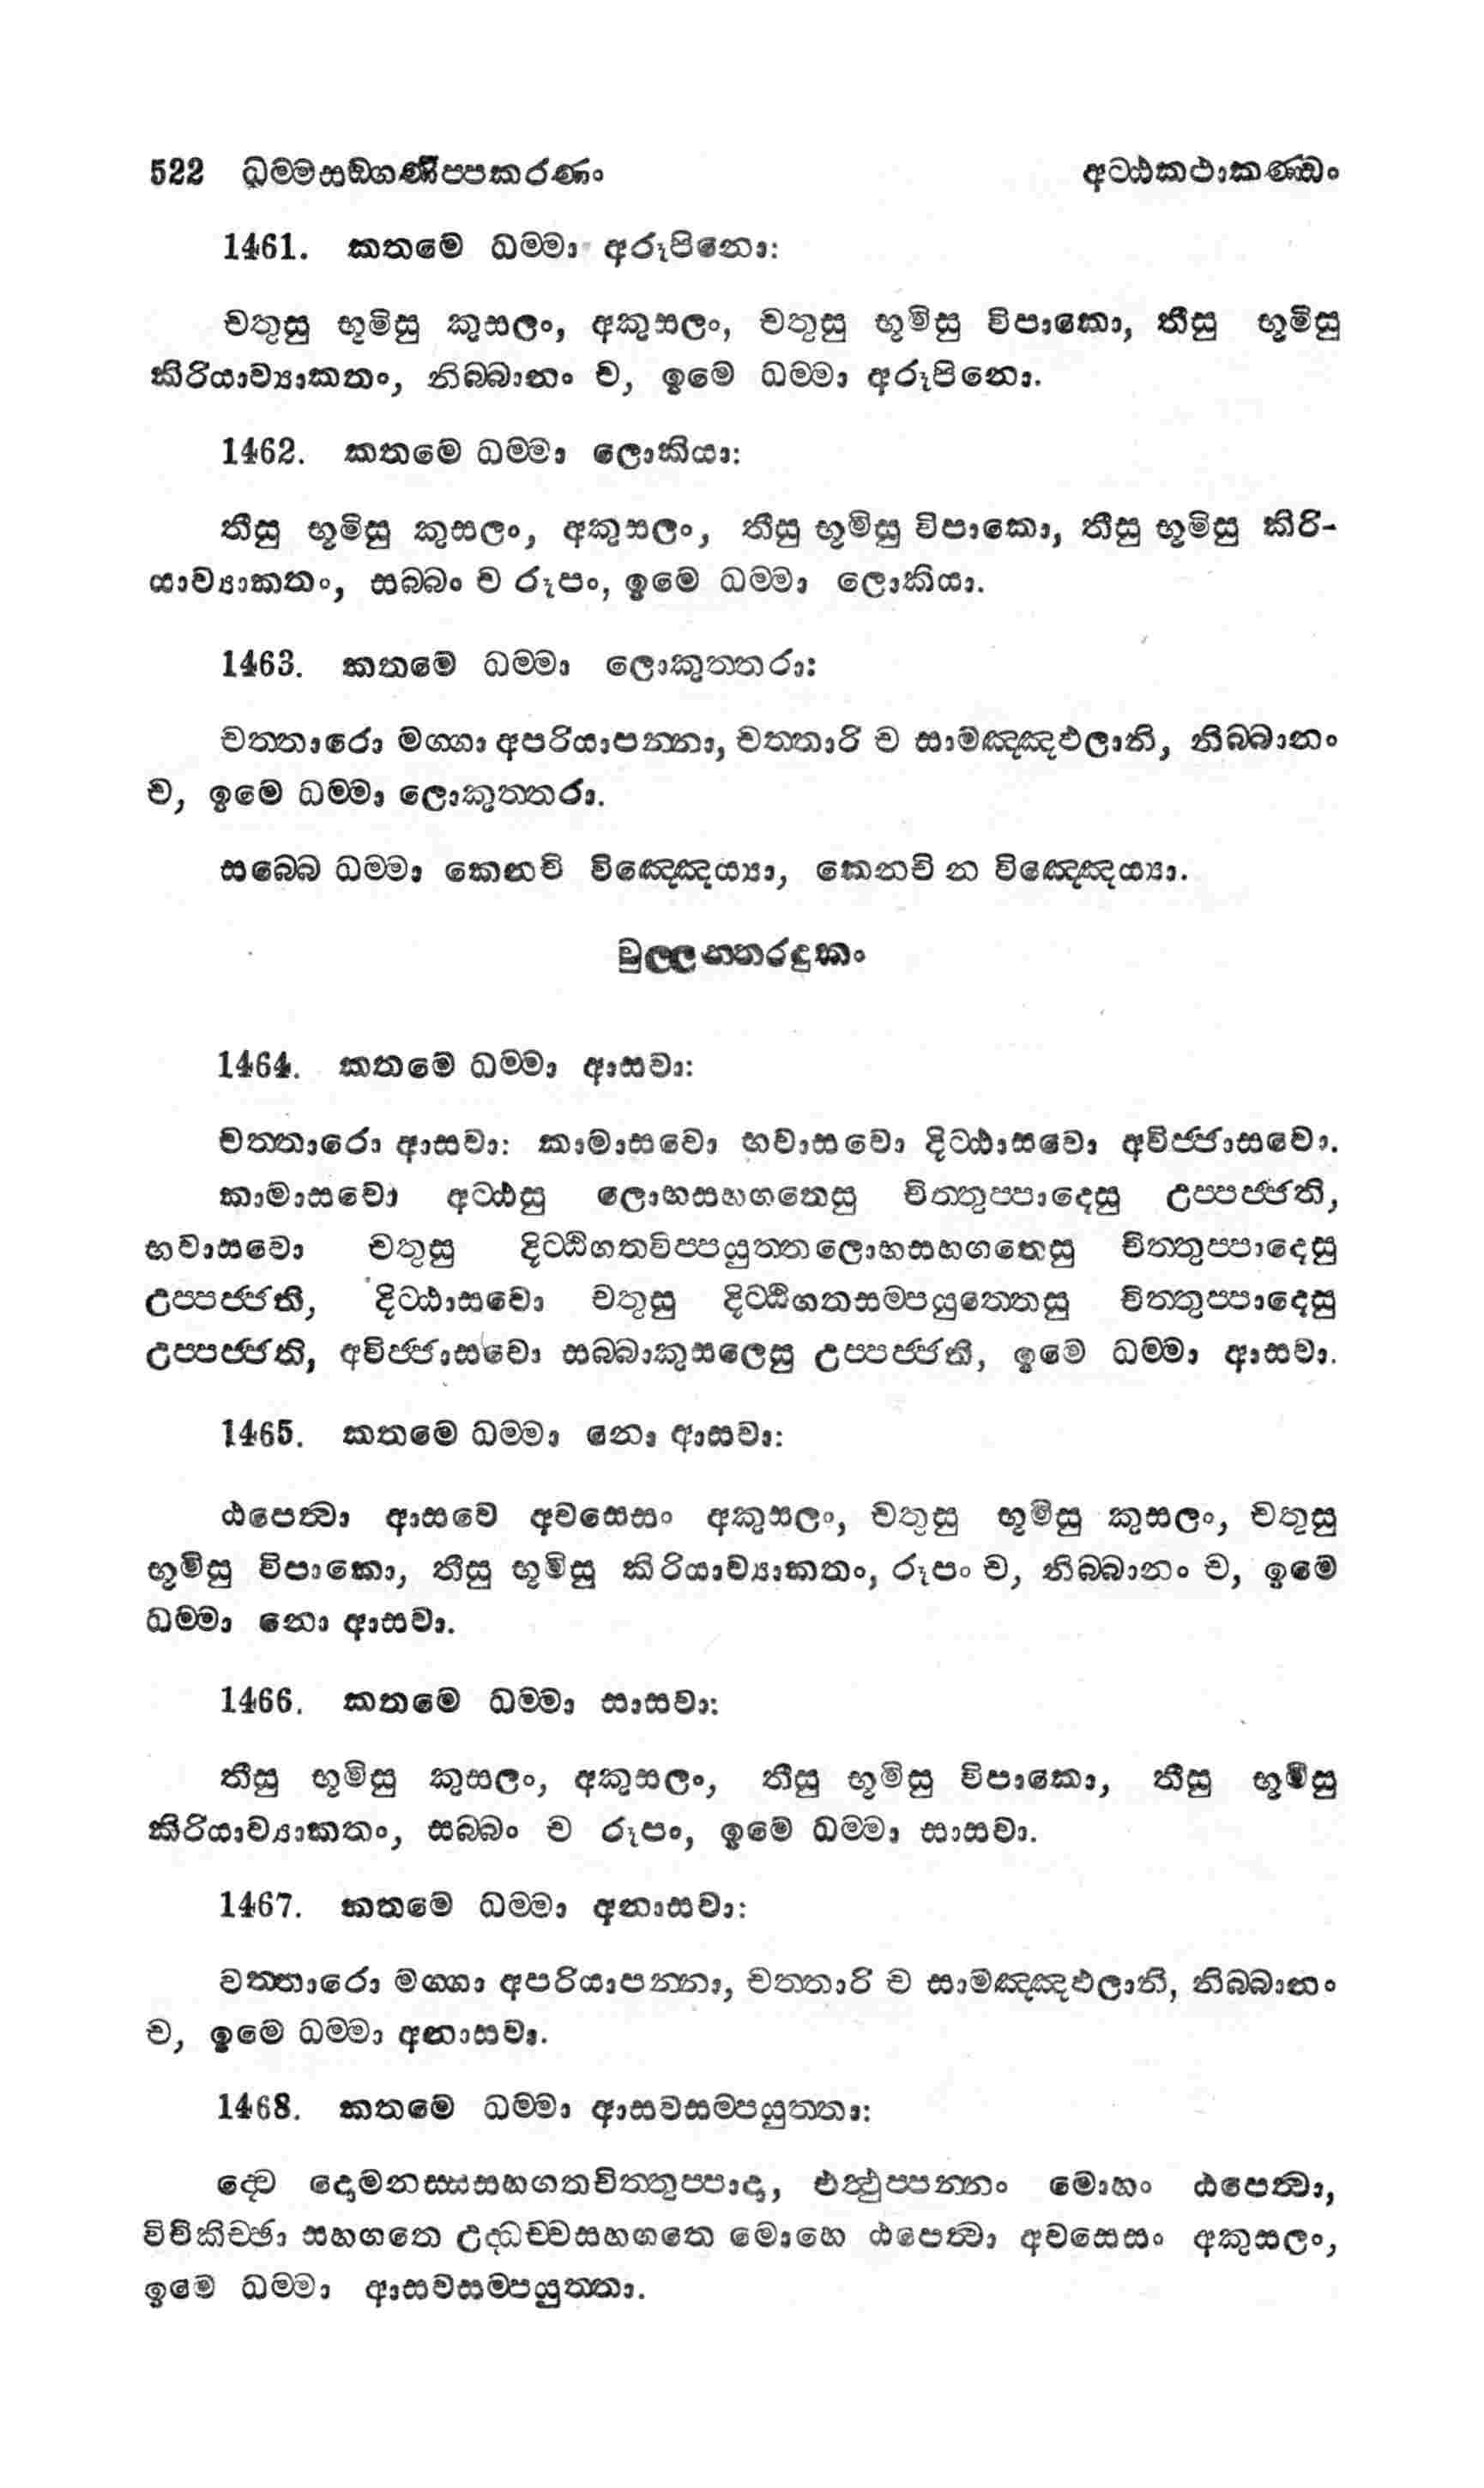 522 ධම්මසඞ්ගණිප්පකරණං අට්ඨකථාකණ්ඩං
1461. කතමෙ ධම්මා අරූපිනො:
චතුසු භූමිසු කුසලං, අකුසලං, චතුසු භූමිසු විපාකො, තීසු භූමිසු
කිරියාව්‍යාකතං, නිබ්බානං ච, ඉමෙ ධම්මා අරූපිනො.
1462. කතමෙ ධම්මා ලොකියා:
තීසු භූමිසු කුසලං, අකුසලං, තීසු භූමිසු විපාකො, තීසු භූමිසු කිරි-
යාව්‍යාකතං, සබ්බං ච රූපං, ඉමෙ ධම්මා ලොකියා.
1463. කතමෙ ධම්මා ලොකුත්තරා:
චත්තාරො මග්ගා අපරියාපන්නා, චත්තාරි ච සාමඤ්ඤඵලානි, නිබ්බානං
ච, ඉමෙ ධම්මා ලොකුත්තරා.
සබ්බෙ ධම්මා කෙනචි විඤ්ඤෙය්‍යා, කෙනචි න විඤ්ඤෙය්‍යා.
චුල්ලන්තරදුකං
1464. කතමෙ ධම්මා ආසවා:
චත්තාරො ආසවා: කාමාසවො භවාසවො දිට්ඨාසවො අවිජ්ජාසවො.
කාමාසවො අට්ඨසු ලොභසහගතෙසු චිත්තුප්පාදෙසු උප්පජ්ජති,
භවාසවො චතුසු දිට්ඨිගතවිප්පයුත්තලොභසහගතෙසු චිත්තුප්පාදෙසු
උප්පජ්ජති, දිට්ඨාසවො චතුසු දිට්ඨිගතසම්පයුත්තෙසු චිත්තුප්පාදෙසු
උප්පජ්ජති, අවිජ්ජාසවො සබ්බාකුසලෙසු උප්පජ්ජති, ඉමෙ ධම්මා ආසවා.
1465. කතමෙ ධම්මා නො ආසවා:
ඨපෙත්‍වා ආසවෙ අවසෙසං අකුසලං, චතුසු භූමිසු කුසලං, චතුසු
භූමිසු විපාකො, තීසු භූමිසු කිරියාව්‍යාකතං, රූපං ච, නිබ්බානං ච, ඉමෙ
ධම්මා නො ආසවා.
1466. කතමෙ ධම්මා සාසවා:
තීසු භූමිසු කුසලං, අකුසලං, තීසු භූමිසු විපාකො, තීසු භූමිසු
කිරියාව්‍යාකතං, සබ්බං ච රූපං, ඉමෙ ධම්මා සාසවා.
1467. කතමෙ ධම්මා අනාසවා:
චත්තාරො මග්ගා අපරියාපන්නා, චත්තාරි ච සාමඤ්ඤඵලානි, නිබ්බානං
ච, ඉමෙ ධම්මා අනාසවා.
1468. කතමෙ ධම්මා ආසවසම්පයුත්තා:
ද්‍වෙ දොමනස්සසහගතචිත්තුප්පාදා, එත්‍ථුප්පන්නං මොහං ඨපෙත්‍වා,
විචිකිච්ඡා සහගතෙ උද්ධච්චසහගතෙ මොහෙ ඨපෙත්‍වා අවසෙසං අකුසලං,
ඉමෙ ධම්මා ආසවසම්පයුත්තා.